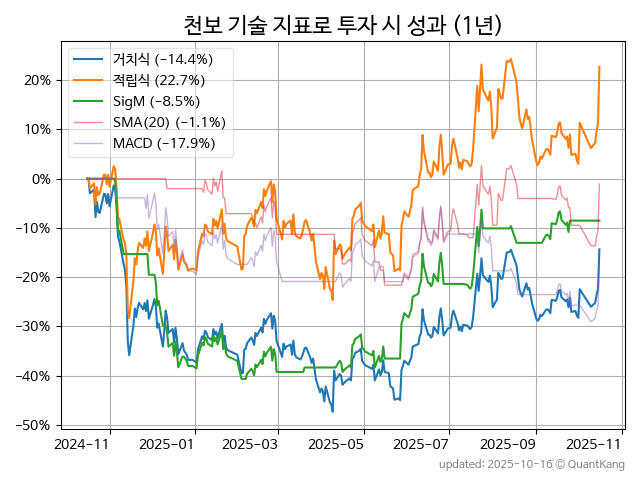 천보 기술 지표로 투자 시 성과 (1년)
거치식 (−14.4%)
적립식 (22.7%)
SigM (−8.5%)
SMA(20) (−1.1%)
MACD (−17.9%)
20%
10%
0%
−10%
−20%
−30%
−40%
−50%
2024-11 2025-01 2025-03 2025-05 2025-07 2025-09 2025-11
updated: 2025-10-16 © QuantKang